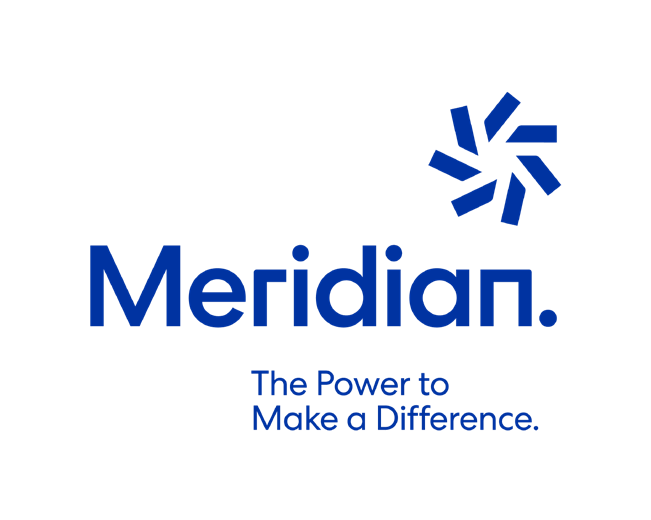 Meridian.
The Power to
Make a Difference.